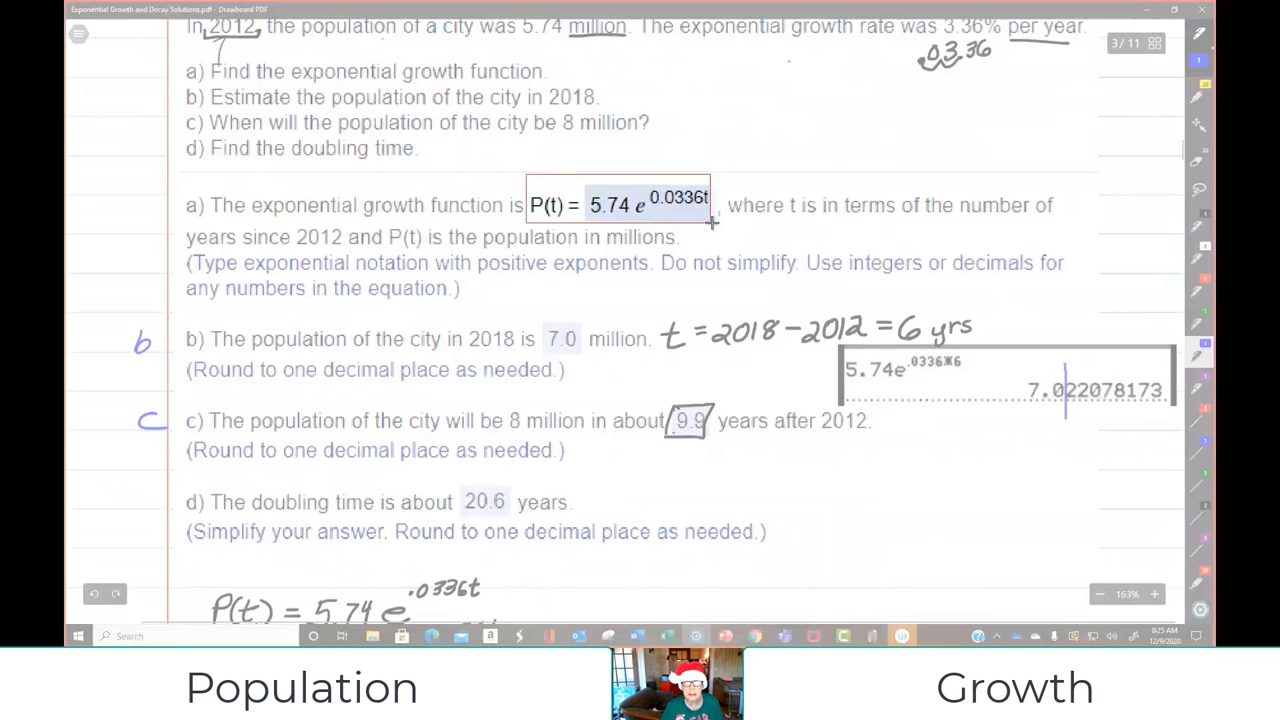 Exponential Growth and Decay Solutions.pdf - Drawboard PDF
In 2012, the population of a city was 5.74 million. The exponential growth rate was 3.36% per year.
.03.36
3/11
a) Find the exponential growth function.
b) Estimate the population of the city in 2018.
c) When will the population of the city be 8 million?
d) Find the doubling time.
a) The exponential growth function is P(t) = 5.74 e^0.0336t, where t is in terms of the number of
years since 2012 and P(t) is the population in millions.
(Type exponential notation with positive exponents. Do not simplify. Use integers or decimals for
any numbers in the equation.)
b b) The population of the city in 2018 is 7.0 million. t = 2018 - 2012 = 6 yrs
(Round to one decimal place as needed.)
5.74e^.0336*6
7.022078173
c c) The population of the city will be 8 million in about 9.9 years after 2012.
(Round to one decimal place as needed.)
d) The doubling time is about 20.6 years.
(Simplify your answer. Round to one decimal place as needed.)
P(t) = 5.74 e^.0336t
163%
Search
8:25 AM
12/9/2020
Population
Growth